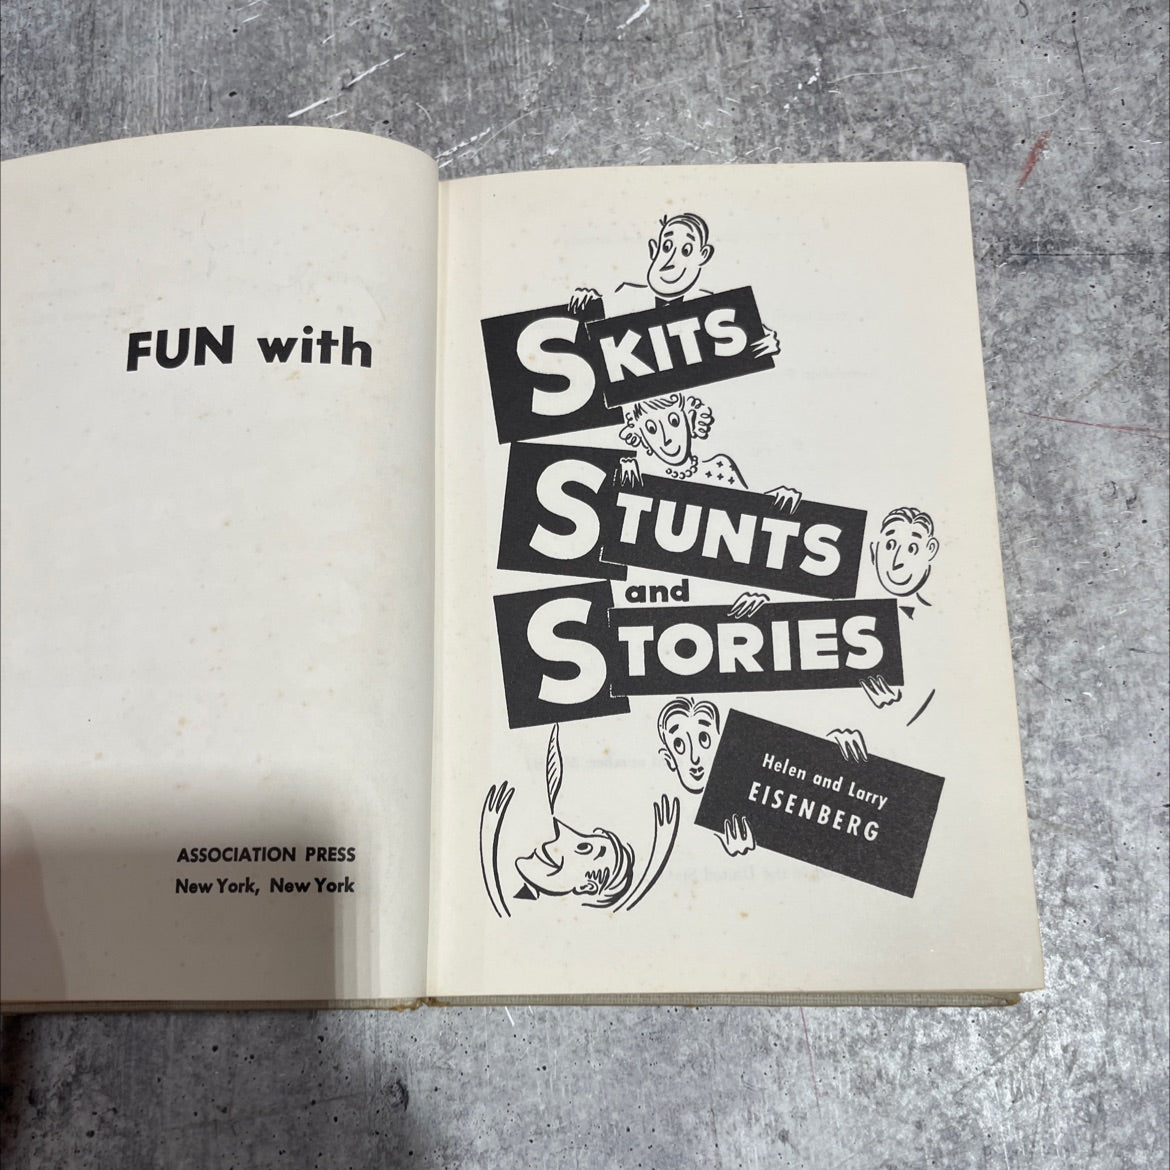 FUN with
ASSOCIATION PRESS
New York, New York
SKITS
STUNTS
and
STORIES
Helen and Larry
EISENBERG